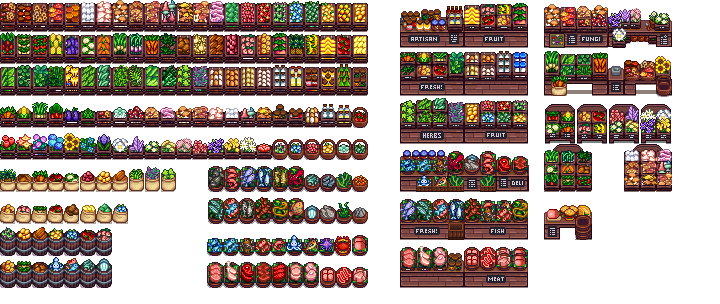 ARTISAN FRUIT
FUNGI
FRESH!
HERBS FRUIT
DELI
FRESH! FISH
MEAT